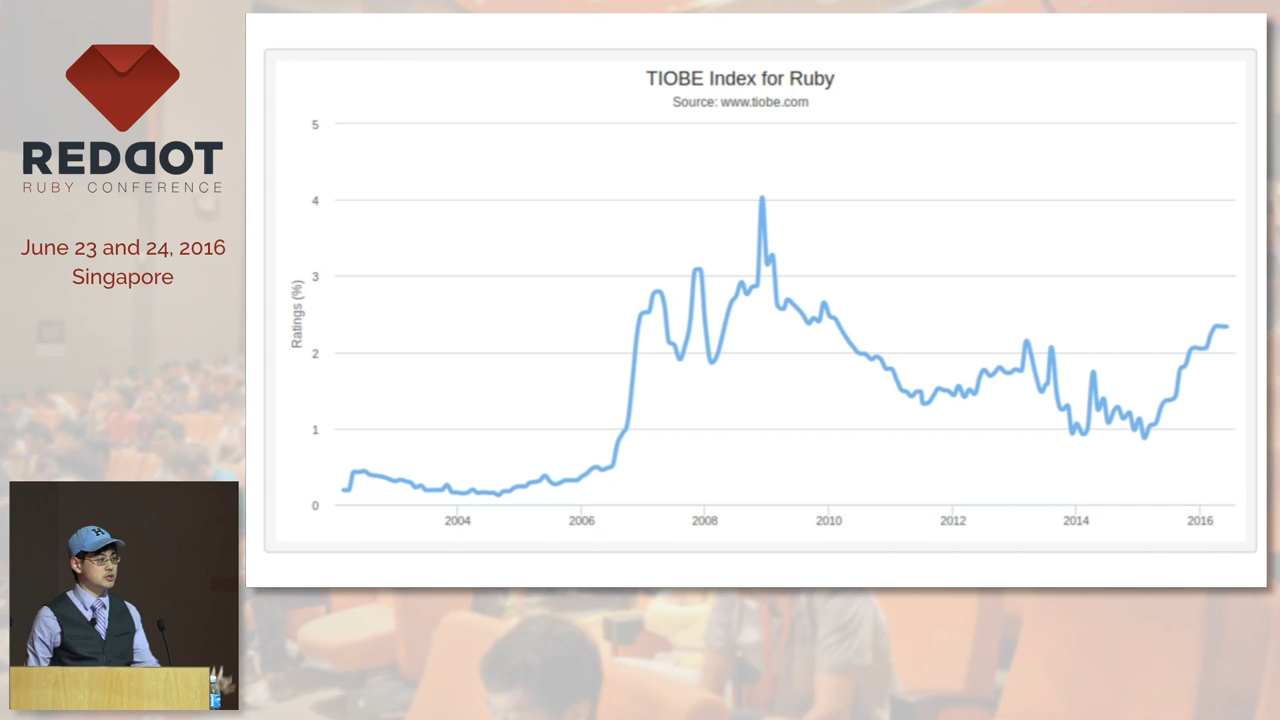 REDDOT
RUBY CONFERENCE
June 23 and 24, 2016
Singapore
TIOBE Index for Ruby
Source: www.tiobe.com
Ratings (%)
5
4
3
2
1
0
2004 2006 2008 2010 2012 2014 2016
H